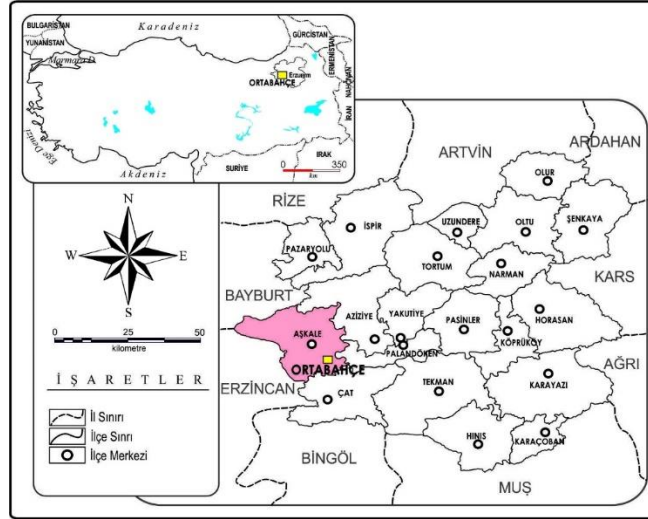 BULGARİSTAN
Karadeniz
GÜRCİSTAN
YUNANİSTAN
Marmara D.
ERMENİSTAN
NAHÇIVAN
Erzurum
ORTABAHÇE
İRAN
Ege Denizi
Akdeniz
SURİYE
IRAK
0 350
km
N
W E
S
0 25 50
kilometre
İŞARETLER
İl Sınırı
İlçe Sınrı
İlçe Merkezi
ARTVİN
ARDAHAN
OLUR
RİZE
İSPİR
UZUNDERE
OLTU
ŞENKAYA
PAZARYOLU
TORTUM
NARMAN
KARS
BAYBURT
AZİZİYE
YAKUTİYE
PASİNLER
HORASAN
AŞKALE
PALANDÖKEN
KÖPRÜKÖY
ORTABAHÇE
AĞRI
ERZİNCAN
ÇAT
TEKMAN
KARAYAZI
HINIS
KARAÇOBAN
BİNGÖL
MUŞ